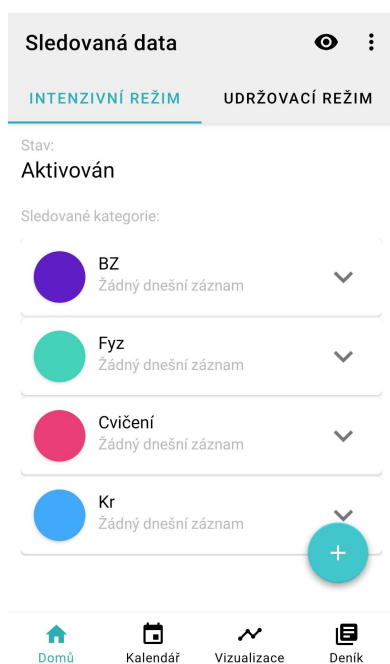 Sledovaná data
INTENZIVNÍ REŽIM UDRŽOVACÍ REŽIM
Stav:
Aktivován
Sledované kategorie:
BZ
Žádný dnešní záznam
Fyz
Žádný dnešní záznam
Cvičení
Žádný dnešní záznam
Kr
Žádný dnešní záznam
+
Domů Kalendář Vizualizace Deník